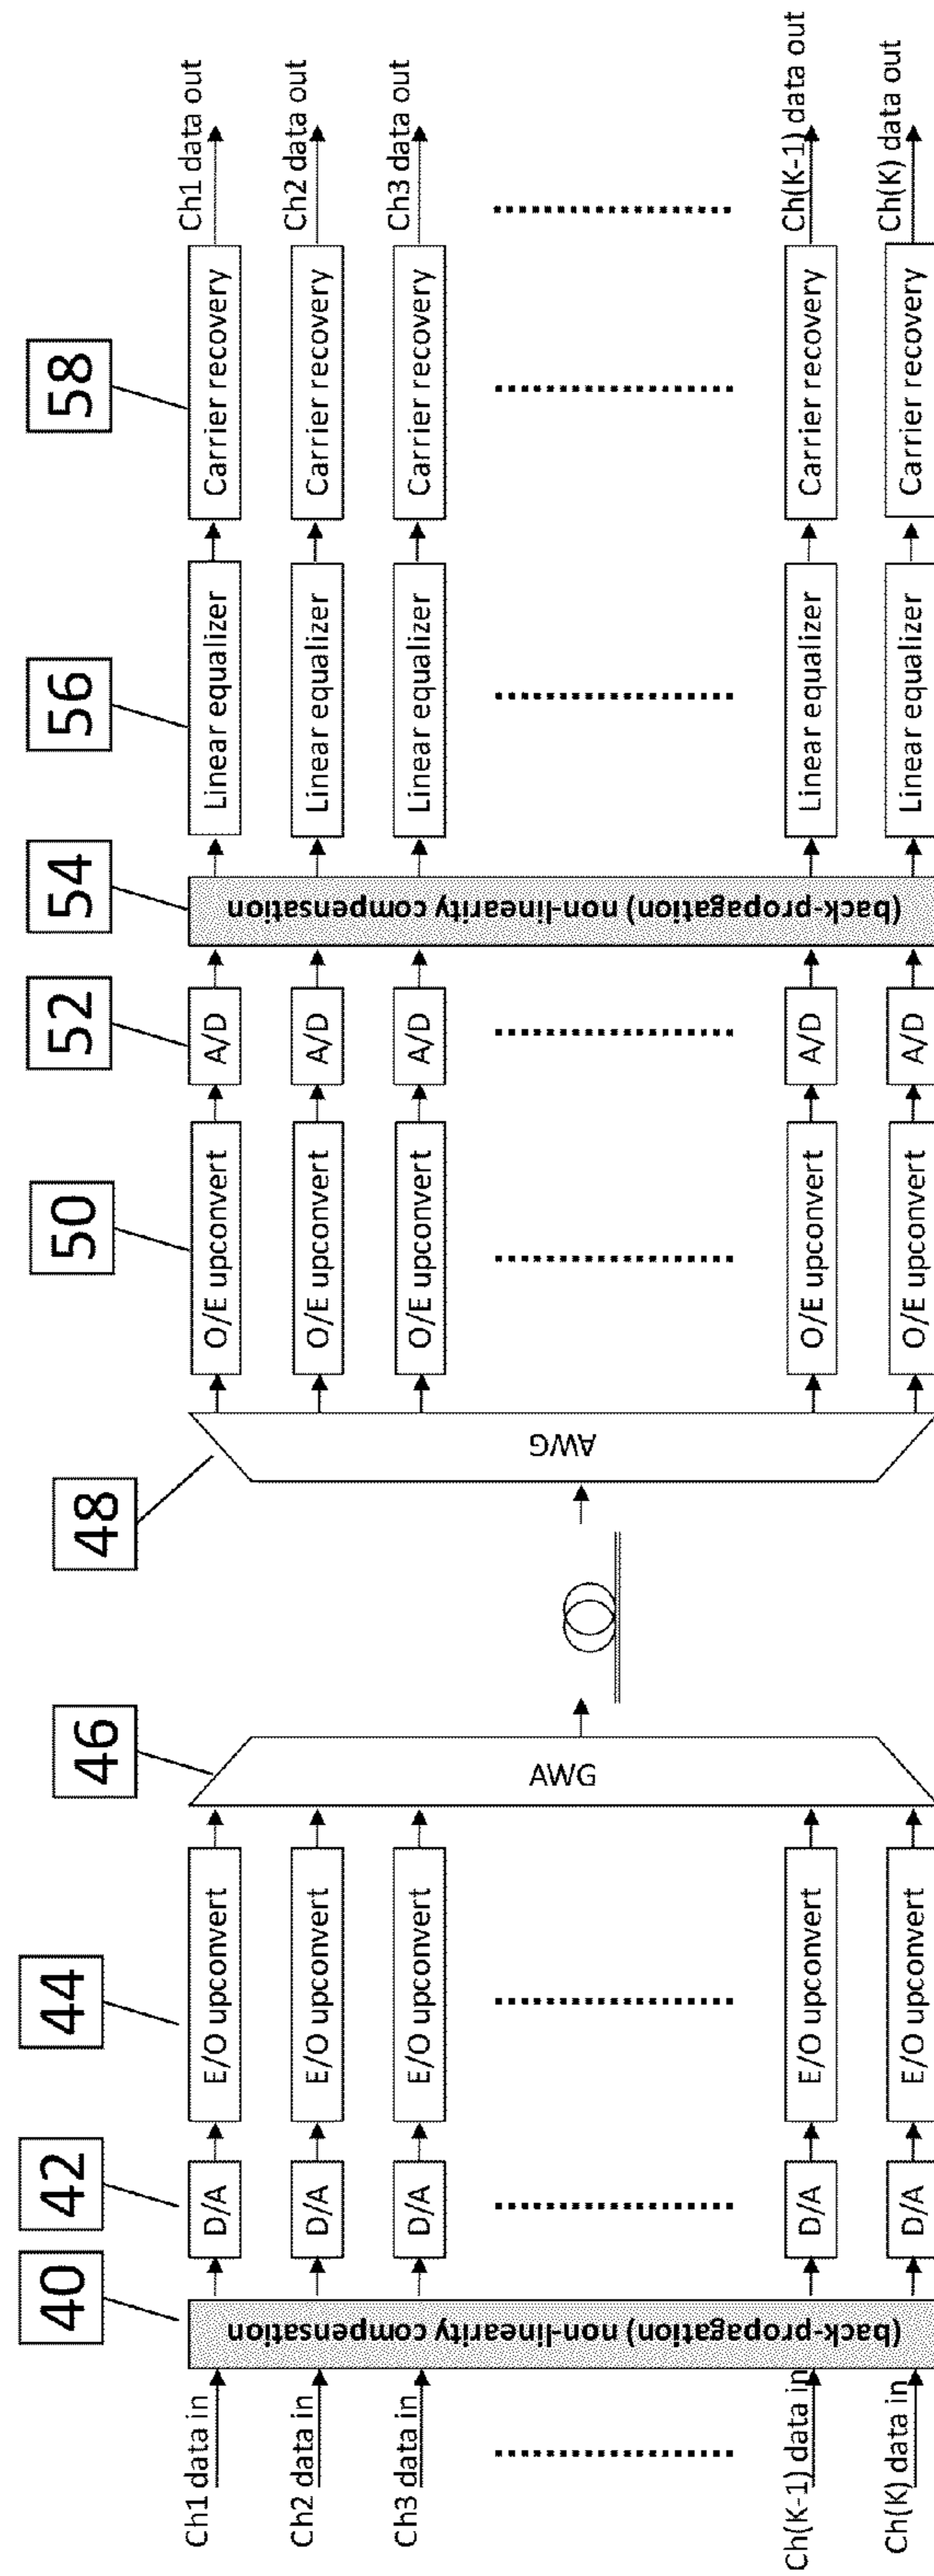 40
42
44
46
48
50
52
54
56
58
Ch1 data in
D/A
E/O upconvert
O/E upconvert
A/D
Linear equalizer
Carrier recovery
Ch1 data out
Ch2 data in
D/A
E/O upconvert
O/E upconvert
A/D
Linear equalizer
Carrier recovery
Ch2 data out
Ch3 data in
D/A
E/O upconvert
O/E upconvert
A/D
Linear equalizer
Carrier recovery
Ch3 data out
(back-propagation) non-linearity compensation
AWG
AWG
(back-propagation) non-linearity compensation
Ch(K-1) data in
D/A
E/O upconvert
O/E upconvert
A/D
Linear equalizer
Carrier recovery
Ch(K-1) data out
Ch(K) data in
D/A
E/O upconvert
O/E upconvert
A/D
Linear equalizer
Carrier recovery
Ch(K) data out